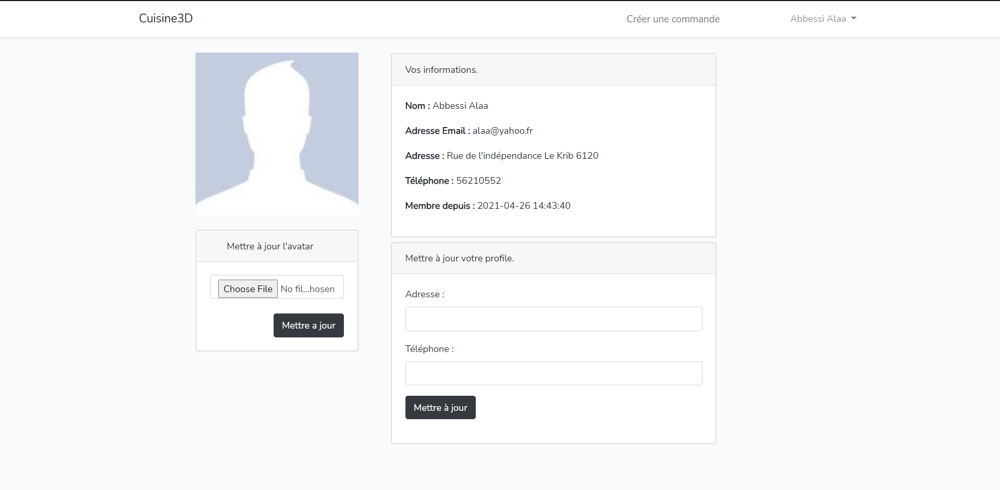 Cuisine3D
Créer une commande
Abbessi Alaa
Mettre à jour l'avatar
Choose File No fil...hosen
Mettre a jour
Vos informations.
Nom : Abbessi Alaa
Adresse Email : alaa@yahoo.fr
Adresse : Rue de l'indépendance Le Krib 6120
Téléphone : 56210552
Membre depuis : 2021-04-26 14:43:40
Mettre à jour votre profile.
Adresse :
Téléphone :
Mettre à jour